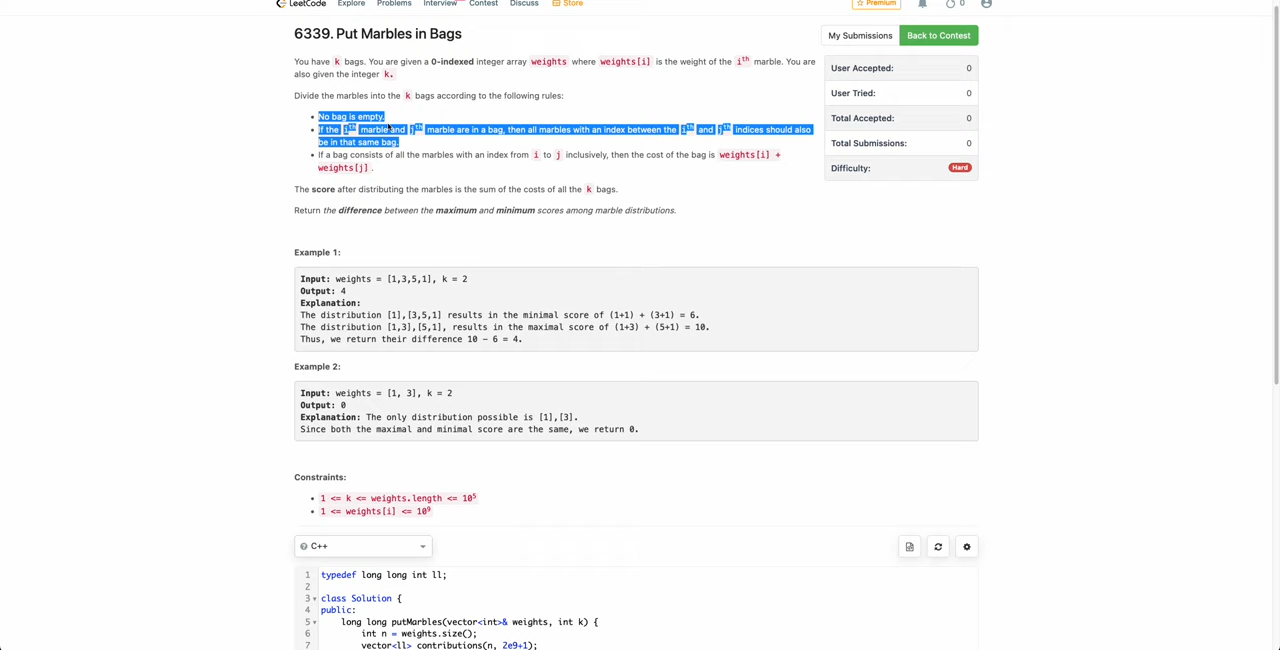 LeetCode Explore Problems Interview Contest Discuss Store Premium 0
6339. Put Marbles in Bags
My Submissions Back to Contest
You have k bags. You are given a 0-indexed integer array weights where weights[i] is the weight of the ith marble. You are
also given the integer k.
Divide the marbles into the k bags according to the following rules:
No bag is empty.
If the ith marble and jth marble are in a bag, then all marbles with an index between the ith and jth indices should also
be in that same bag.
If a bag consists of all the marbles with an index from i to j inclusively, then the cost of the bag is weights[i] +
weights[j].
The score after distributing the marbles is the sum of the costs of all the k bags.
Return the difference between the maximum and minimum scores among marble distributions.
User Accepted: 0
User Tried: 0
Total Accepted: 0
Total Submissions: 0
Difficulty: Hard
Example 1:
Input: weights = [1,3,5,1], k = 2
Output: 4
Explanation:
The distribution [1],[3,5,1] results in the minimal score of (1+1) + (3+1) = 6.
The distribution [1,3],[5,1], results in the maximal score of (1+3) + (5+1) = 10.
Thus, we return their difference 10 - 6 = 4.
Example 2:
Input: weights = [1, 3], k = 2
Output: 0
Explanation: The only distribution possible is [1],[3].
Since both the maximal and minimal score are the same, we return 0.
Constraints:
1 <= k <= weights.length <= 10^5
1 <= weights[i] <= 10^9
C++
1 typedef long long int ll;
2
3 class Solution {
4 public:
5 long long putMarbles(vector<int>& weights, int k) {
6 int n = weights.size();
7 vector<ll> contributions(n, 2e9+1);